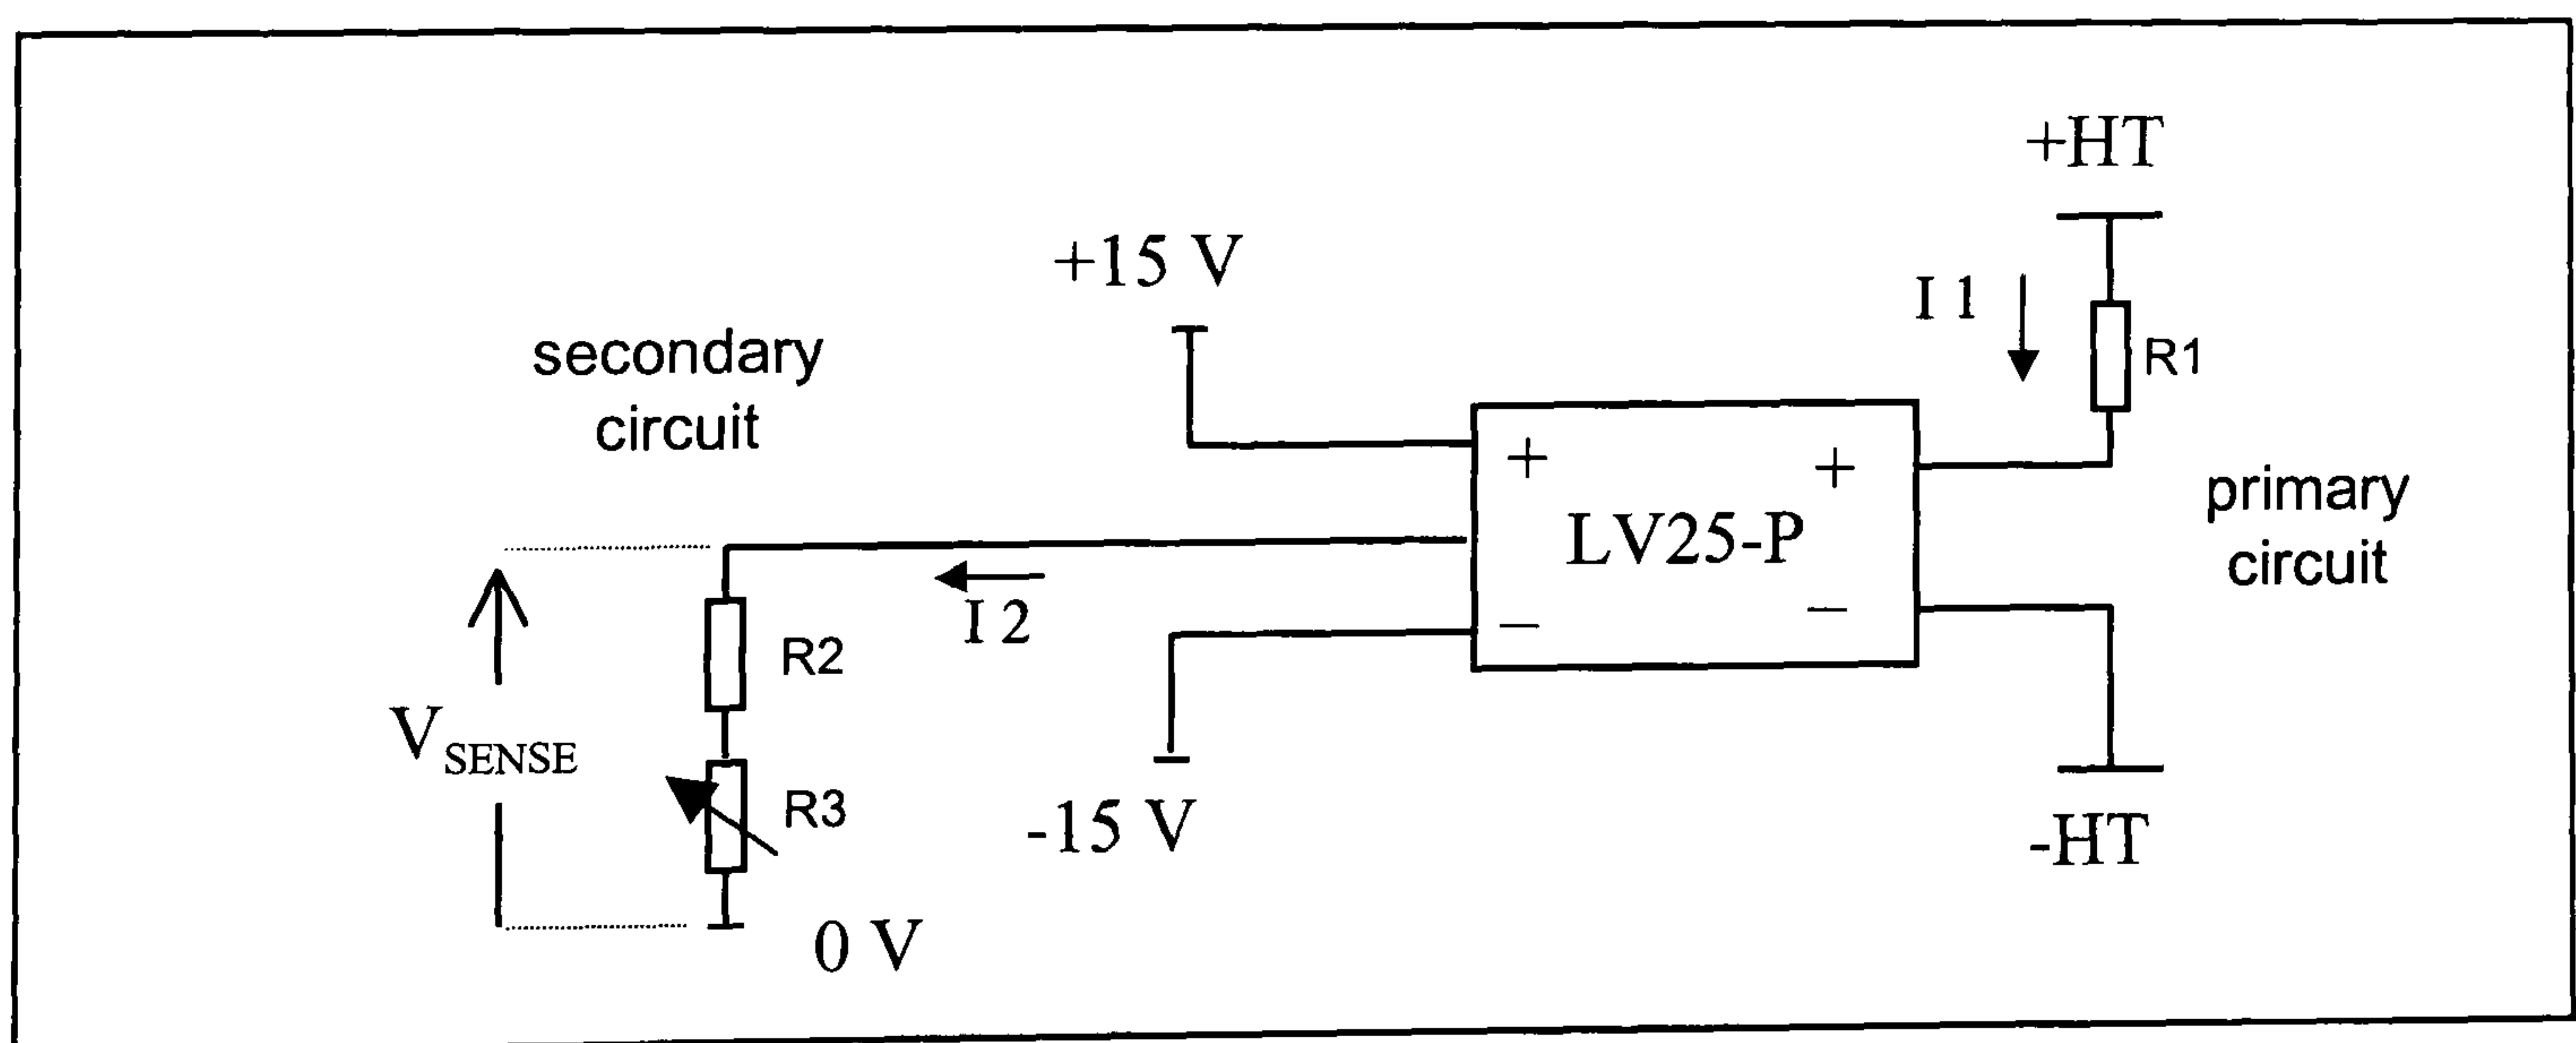 +HT
+15 V
I 1
R1
secondary
circuit
+
+
primary
circuit
LV25-P
I 2
R2
−
−
V SENSE
R3
-15 V
-HT
0 V